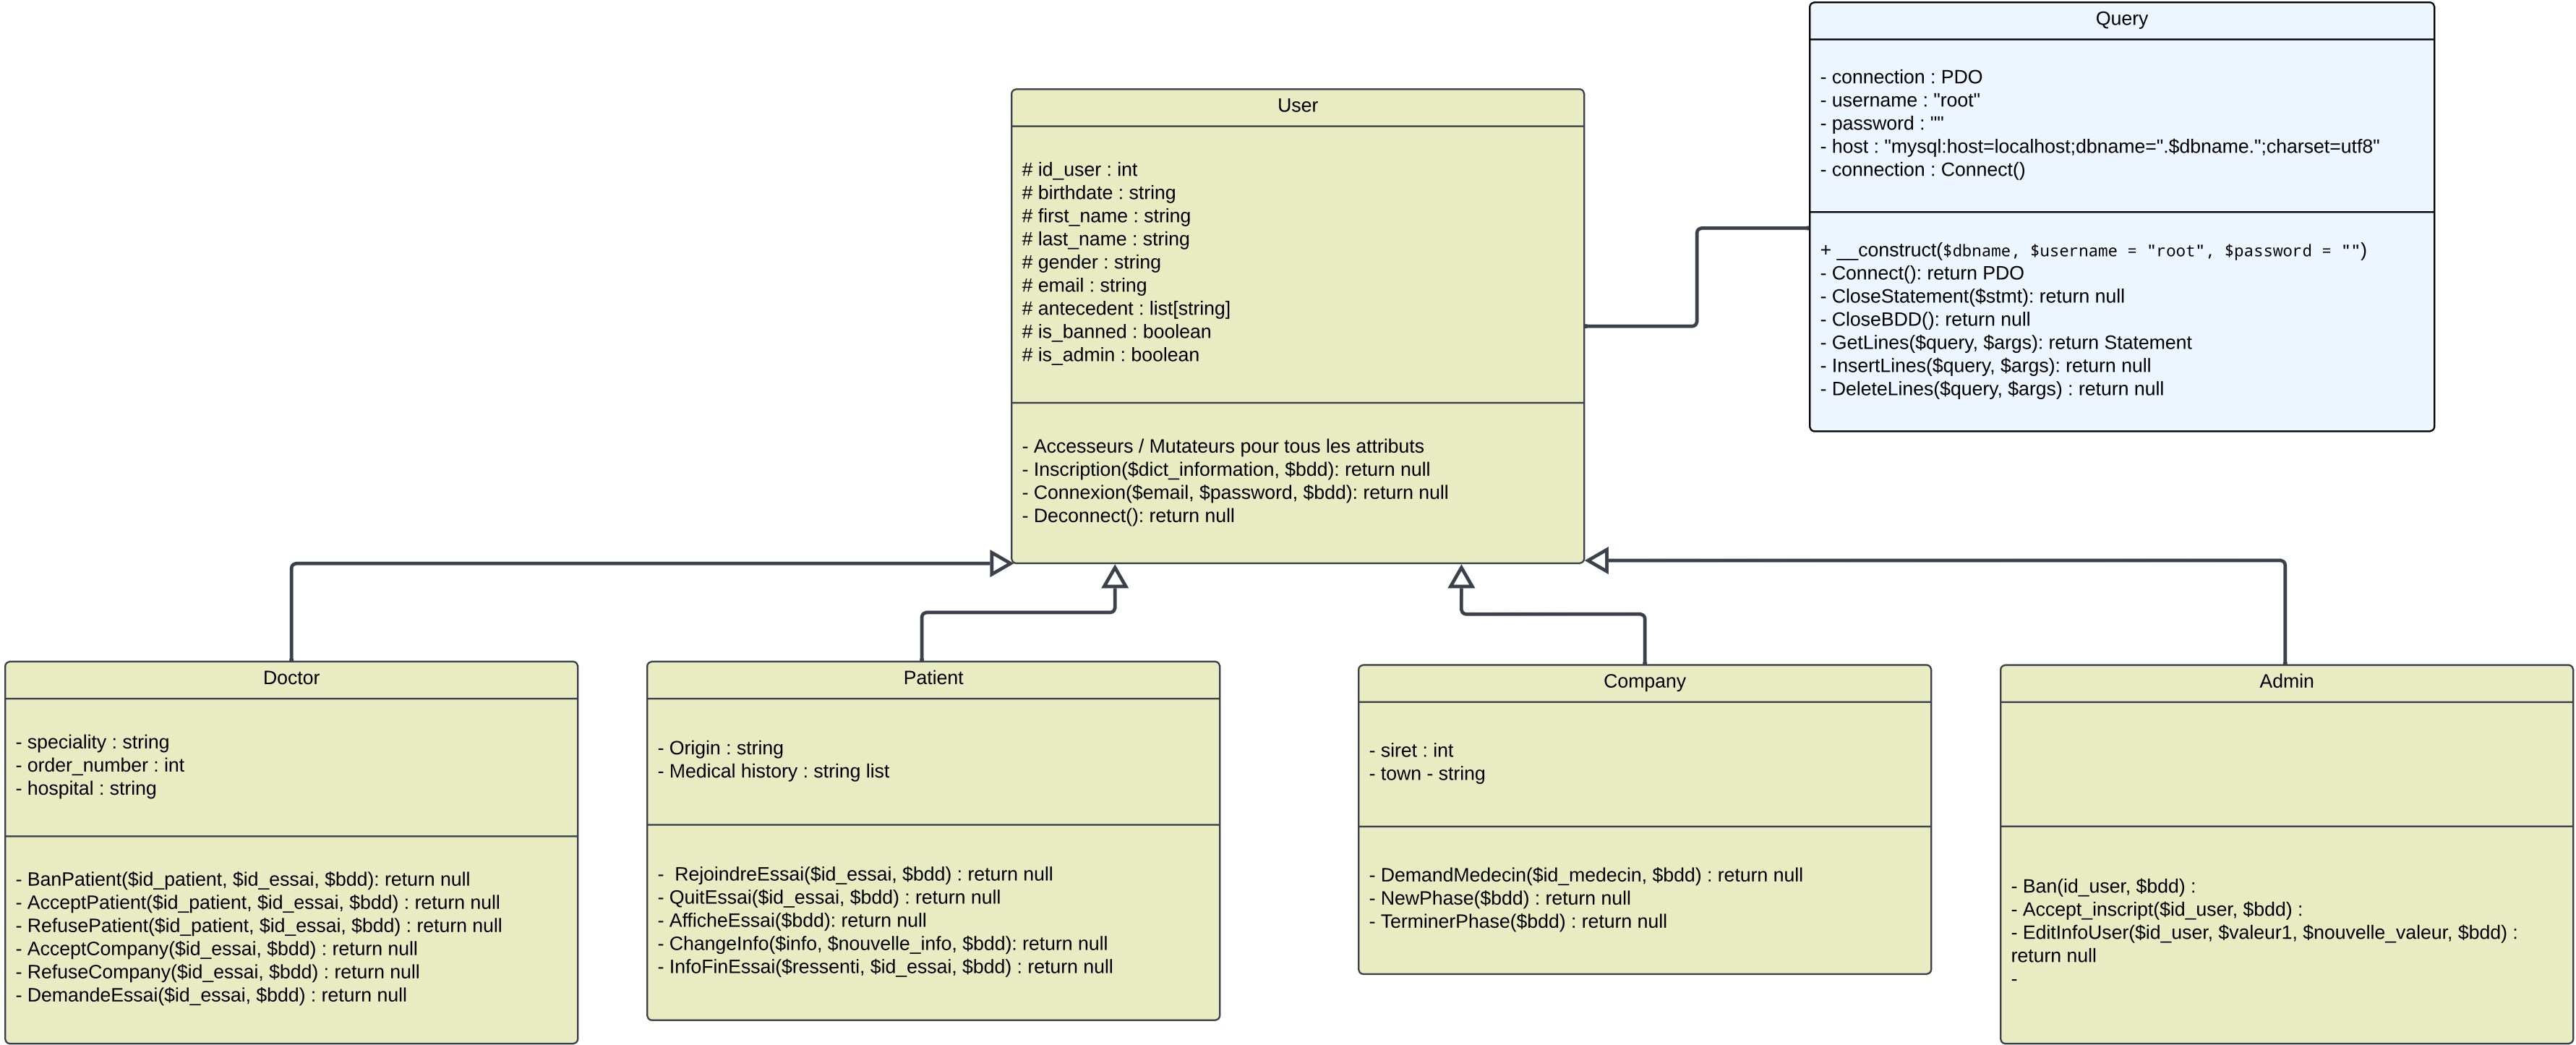 Query
- connection : PDO
- username : "root"
- password : ""
- host : "mysql:host=localhost;dbname=".$dbname.";charset=utf8"
- connection : Connect()
+ __construct($dbname, $username = "root", $password = "")
- Connect(): return PDO
- CloseStatement($stmt): return null
- CloseBDD(): return null
- GetLines($query, $args): return Statement
- InsertLines($query, $args): return null
- DeleteLines($query, $args) : return null
User
# id_user : int
# birthdate : string
# first_name : string
# last_name : string
# gender : string
# email : string
# antecedent : list[string]
# is_banned : boolean
# is_admin : boolean
- Accesseurs / Mutateurs pour tous les attributs
- Inscription($dict_information, $bdd): return null
- Connexion($email, $password, $bdd): return null
- Deconnect(): return null
Doctor
- speciality : string
- order_number : int
- hospital : string
- BanPatient($id_patient, $id_essai, $bdd): return null
- AcceptPatient($id_patient, $id_essai, $bdd) : return null
- RefusePatient($id_patient, $id_essai, $bdd) : return null
- AcceptCompany($id_essai, $bdd) : return null
- RefuseCompany($id_essai, $bdd) : return null
- DemandeEssai($id_essai, $bdd) : return null
Patient
- Origin : string
- Medical history : string list
-  RejoindreEssai($id_essai, $bdd) : return null
- QuitEssai($id_essai, $bdd) : return null
- AfficheEssai($bdd): return null
- ChangeInfo($info, $nouvelle_info, $bdd): return null
- InfoFinEssai($ressenti, $id_essai, $bdd) : return null
Company
- siret : int
- town - string
- DemandMedecin($id_medecin, $bdd) : return null
- NewPhase($bdd) : return null
- TerminerPhase($bdd) : return null
Admin
- Ban(id_user, $bdd) :
- Accept_inscript($id_user, $bdd) :
- EditInfoUser($id_user, $valeur1, $nouvelle_valeur, $bdd) :
return null
-